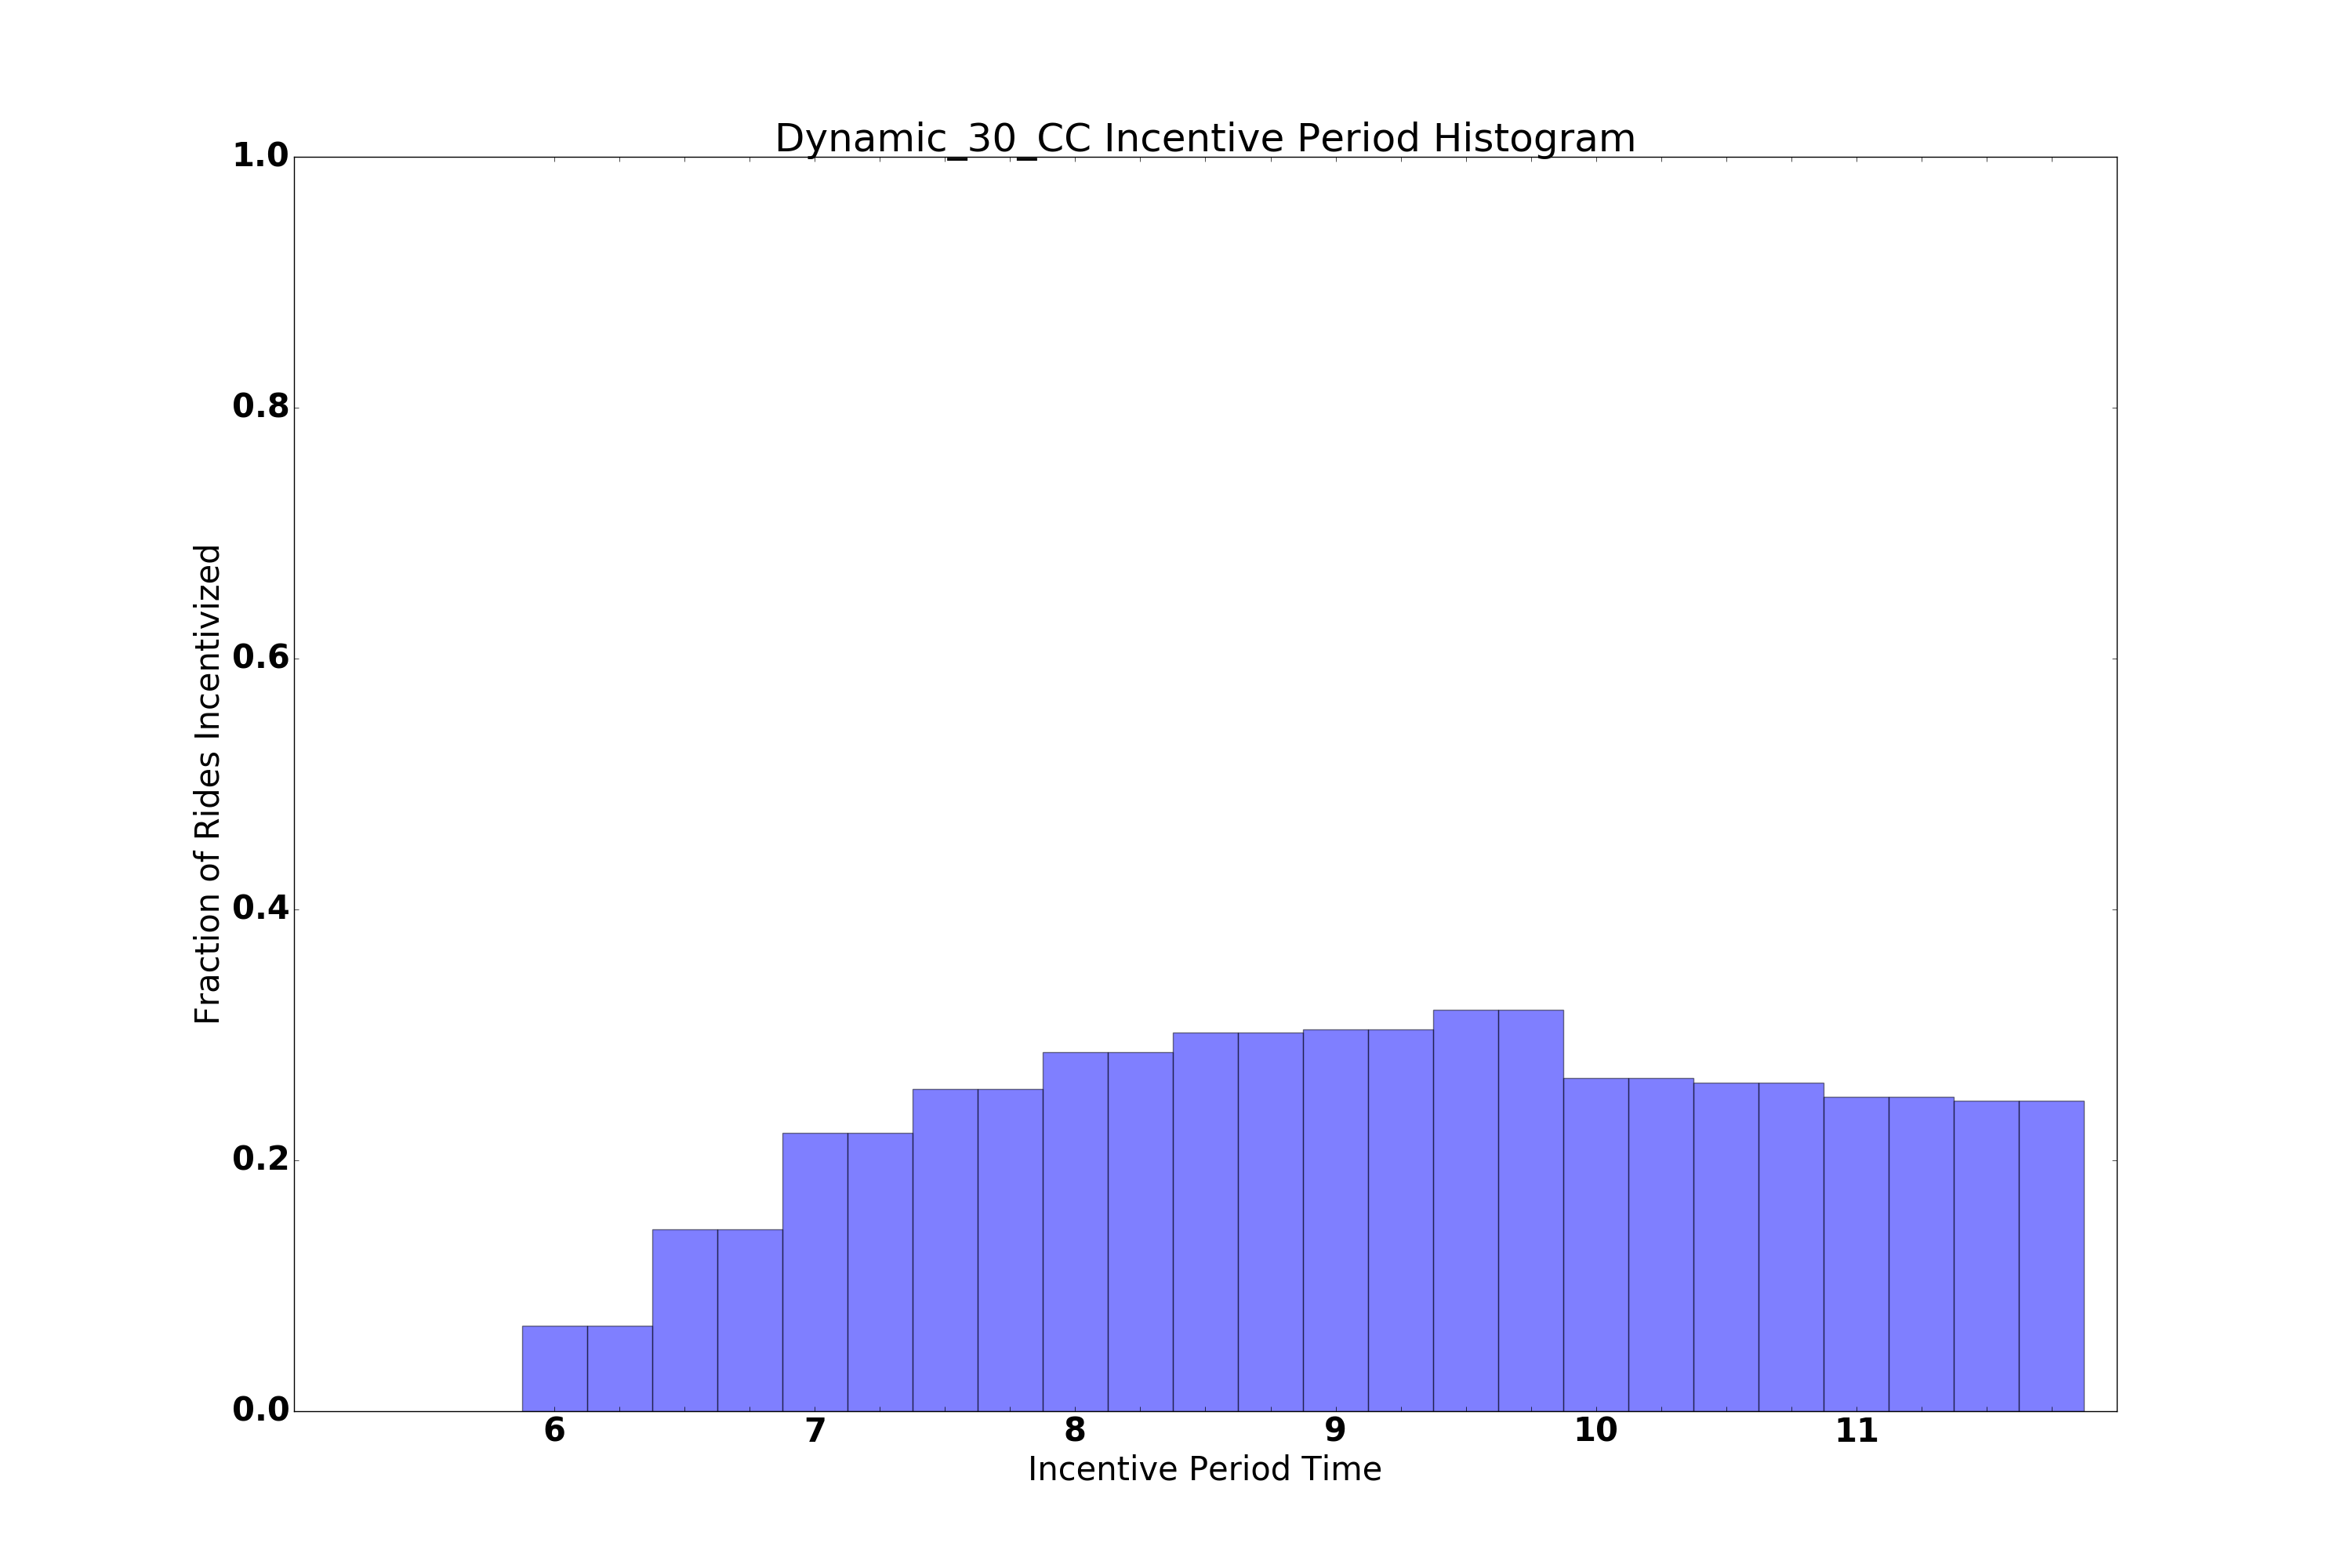 Dynamic_30_CC Incentive Period Histogram
1.0
0.8
0.6
0.4
0.2
0.0
Fraction of Rides Incentivized
6 7 8 9 10 11
Incentive Period Time